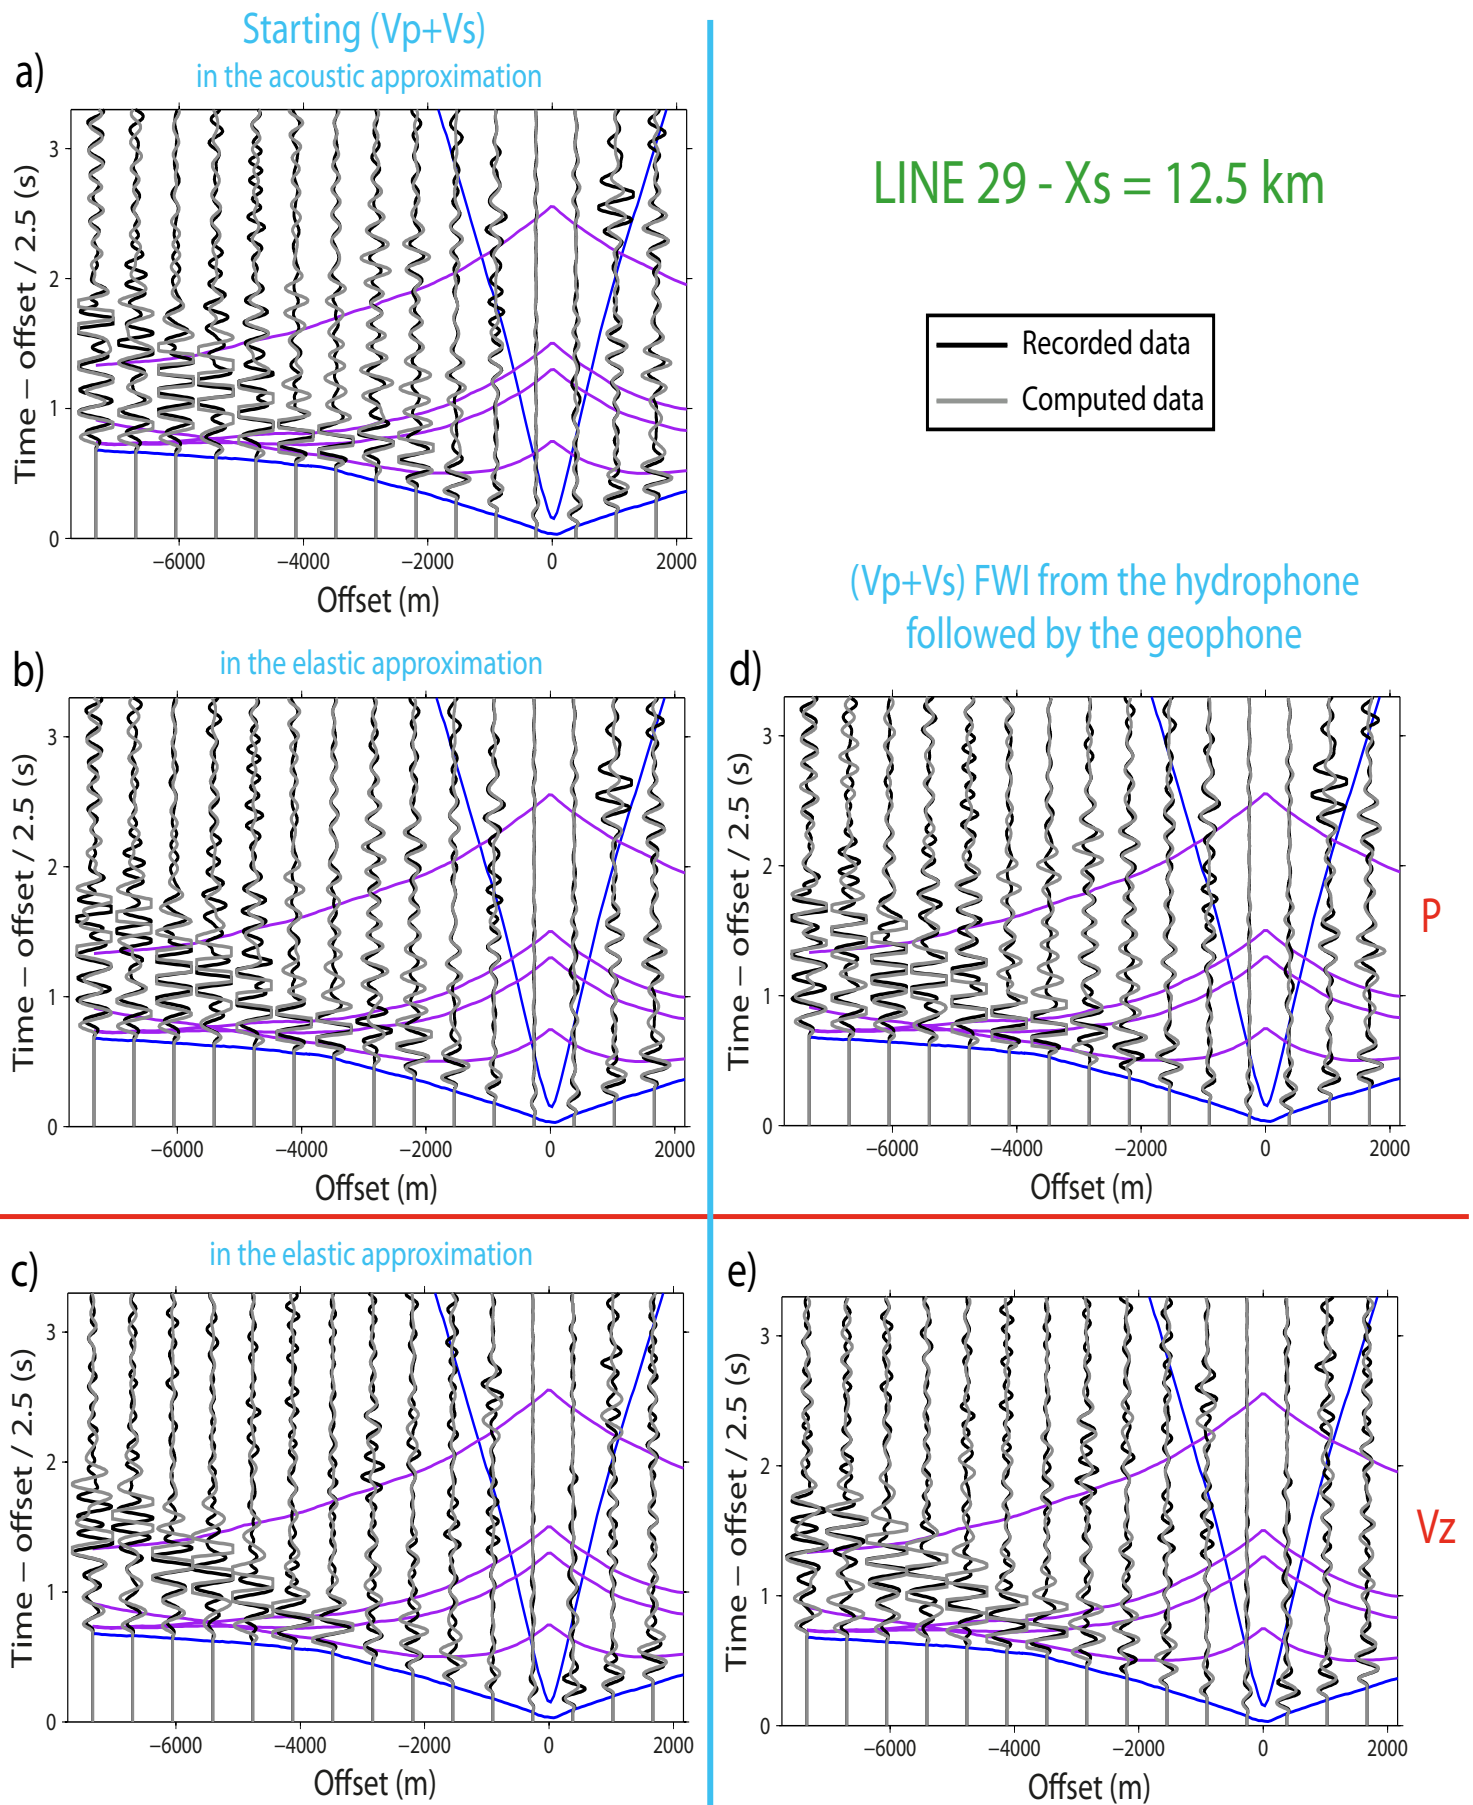 Starting (Vp+Vs)
in the acoustic approximation
a)
Time – offset / 2.5 (s)
3
2
1
0
−6000 −4000 −2000 0 2000
Offset (m)
LINE 29 - Xs = 12.5 km
Recorded data
Computed data
b)
in the elastic approximation
Time – offset / 2.5 (s)
3
2
1
0
−6000 −4000 −2000 0 2000
Offset (m)
(Vp+Vs) FWI from the hydrophone
followed by the geophone
d)
Time – offset / 2.5 (s)
3
2
1
0
−6000 −4000 −2000 0 2000
Offset (m)
P
c)
in the elastic approximation
Time – offset / 2.5 (s)
3
2
1
0
−6000 −4000 −2000 0 2000
Offset (m)
e)
Time – offset / 2.5 (s)
3
2
1
0
−6000 −4000 −2000 0 2000
Offset (m)
Vz